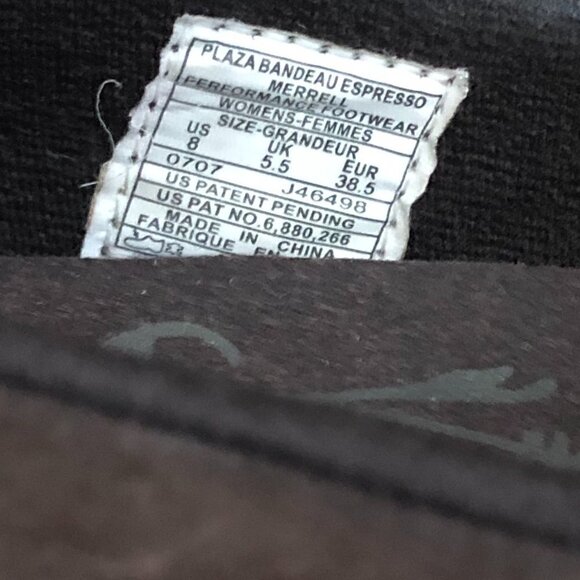 PLAZA BANDEAU ESPRESSO
MERRELL
PERFORMANCE FOOTWEAR
WOMENS-FEMMES
SIZE-GRANDEUR
US UK EUR
8 5.5 38.5
0707 J46498
US PATENT PENDING
US PAT NO.6,880,266
MADE IN CHINA
FABRIQUE EN